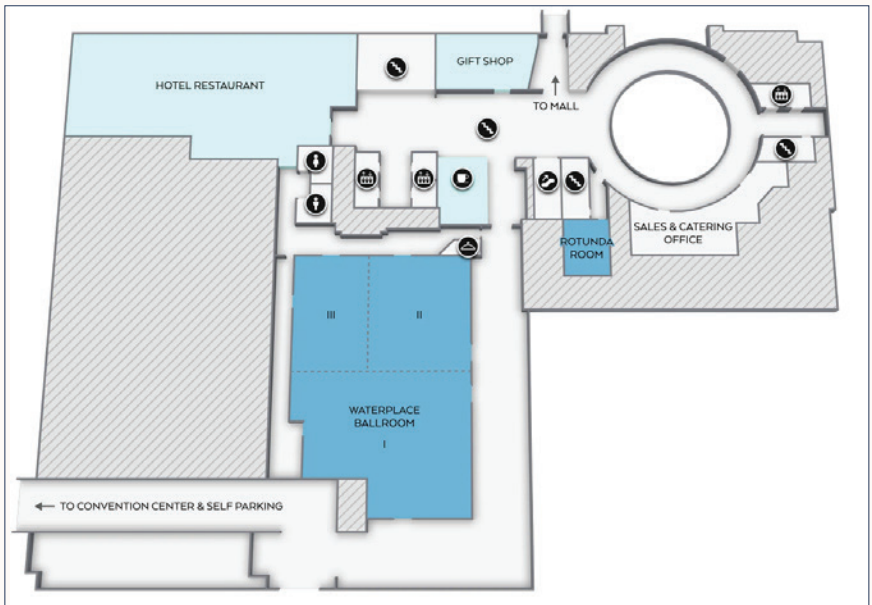 GIFT SHOP
HOTEL RESTAURANT
TO MALL
SALES & CATERING
OFFICE
ROTUNDA
ROOM
III
II
WATERPLACE
BALLROOM
I
← TO CONVENTION CENTER & SELF PARKING